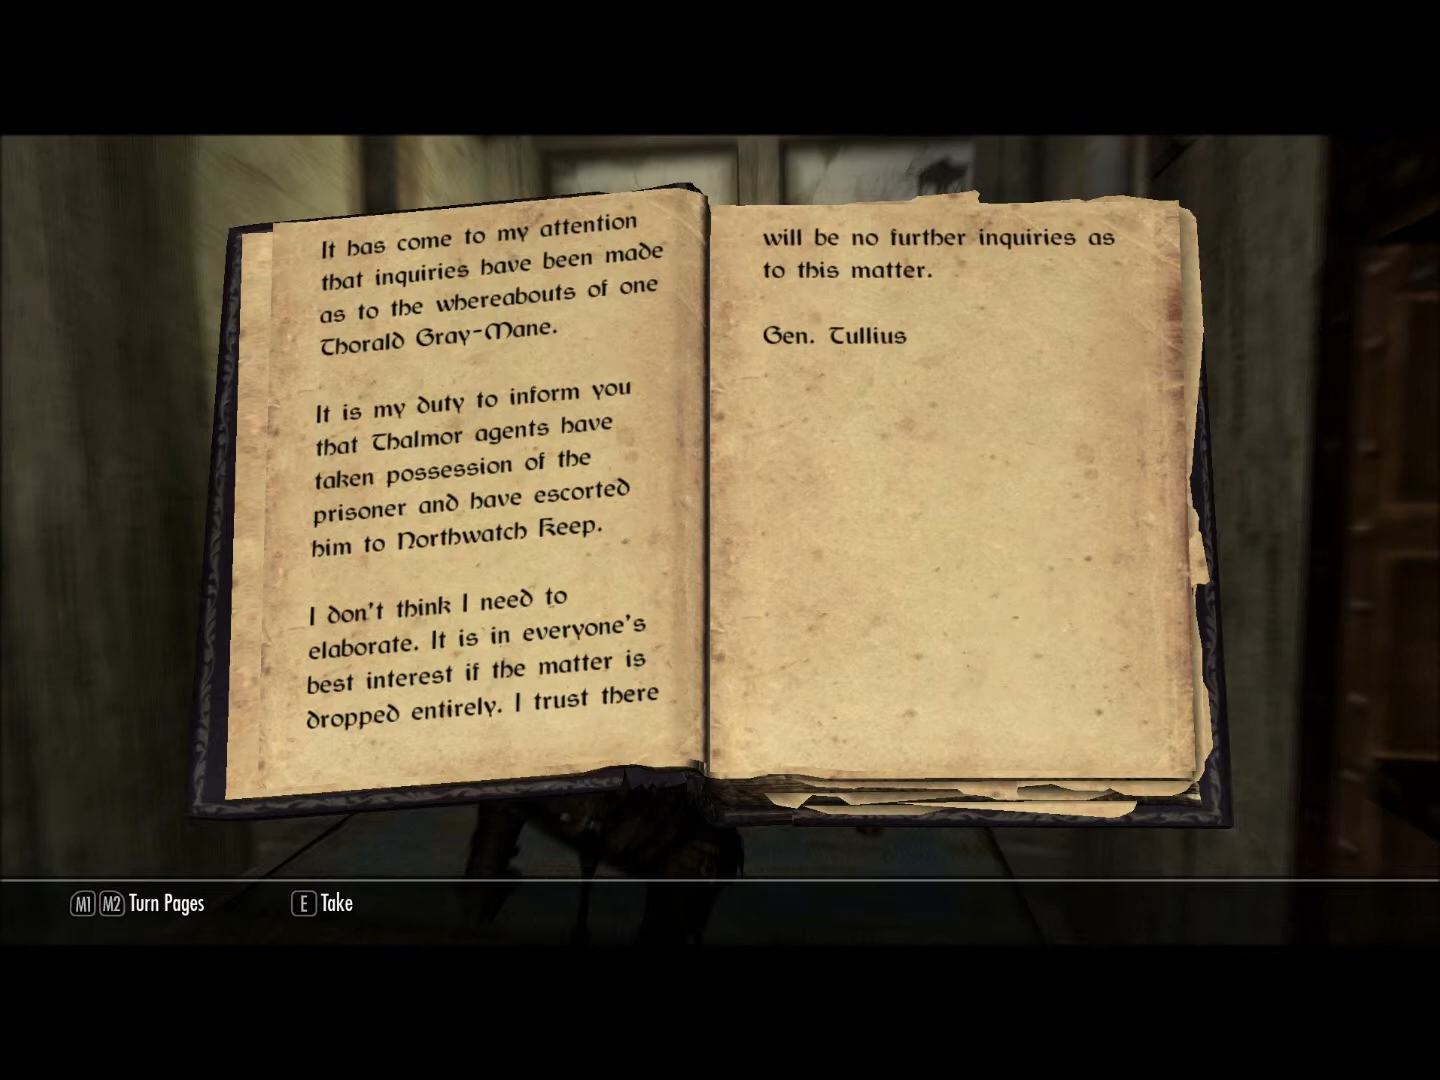 It has come to my attention
that inquiries have been made
as to the whereabouts of one
Thorald Gray-Mane.
It is my duty to inform you
that Thalmor agents have
taken possession of the
prisoner and have escorted
him to Northwatch Keep.
I don't think I need to
elaborate. It is in everyone's
best interest if the matter is
dropped entirely. I trust there
will be no further inquiries as
to this matter.
Gen. Tullius
M1 M2 Turn Pages
E Take